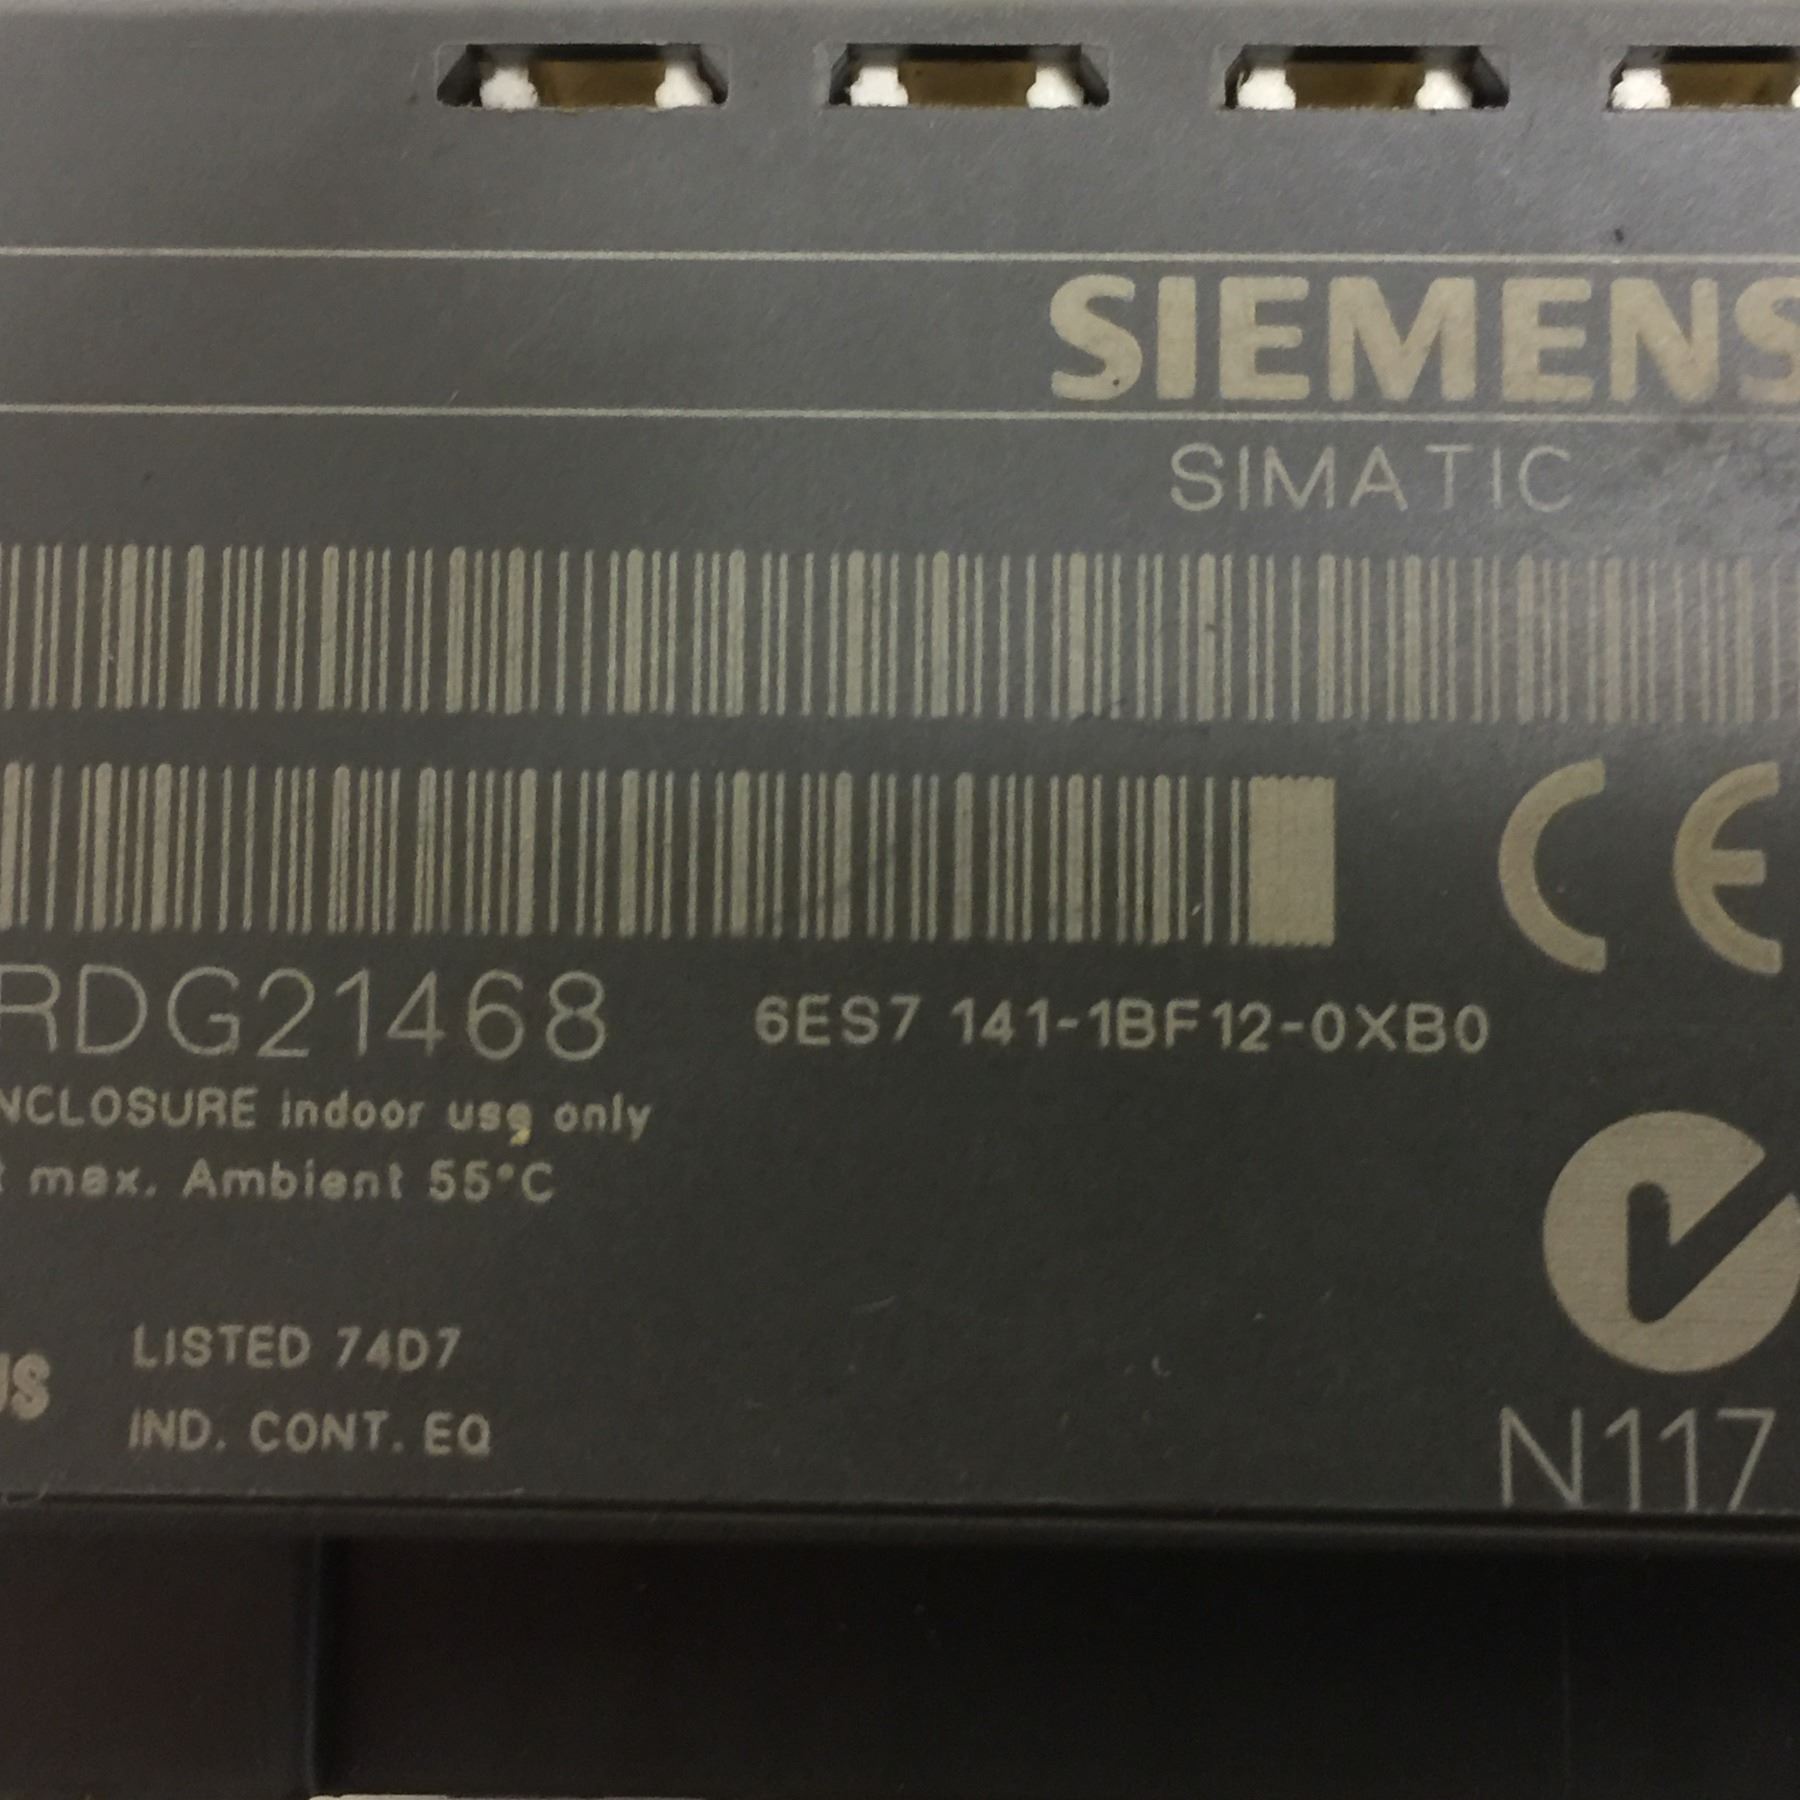 SIEMENS
SIMATIC
RDG21468 6ES7 141-1BF12-0XB0
NCLOSURE indoor use only
t max. Ambient 55°C
US LISTED 74D7
IND. CONT. EQ
N117